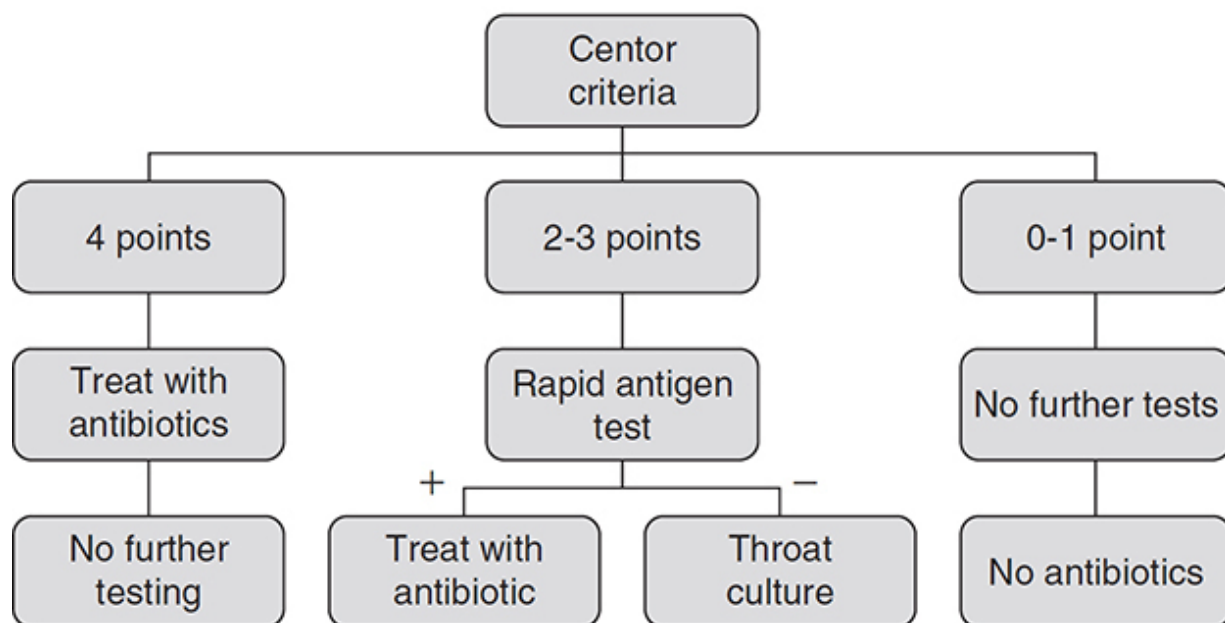 Centor
criteria
4 points
2-3 points
0-1 point
Treat with
antibiotics
Rapid antigen
test
No further tests
+
−
No further
testing
Treat with
antibiotic
Throat
culture
No antibiotics